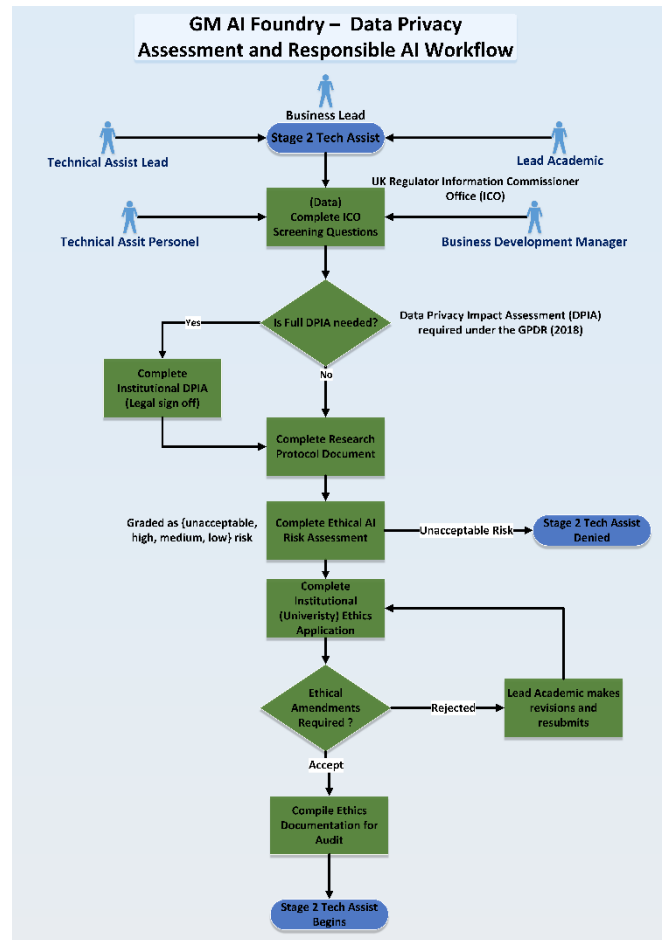 GM AI Foundry – Data Privacy
Assessment and Responsible AI Workflow
Business Lead
Stage 2 Tech Assist
Technical Assist Lead
Lead Academic
UK Regulator Information Commissioner
Office (ICO)
(Data)
Complete ICO
Screening Questions
Technical Assit Personel
Business Development Manager
Is Full DPIA needed?
Data Privacy Impact Assessment (DPIA)
required under the GPDR (2018)
Yes
No
Complete
Institutional DPIA
(Legal sign off)
Complete Research
Protocol Document
Graded as {unacceptable,
high, medium, low} risk
Complete Ethical AI
Risk Assessment
Unacceptable Risk
Stage 2 Tech Assist
Denied
Complete
Institutional
(Univeristy) Ethics
Application
Ethical
Amendments
Required ?
Rejected
Lead Academic makes
revisions and
resubmits
Accept
Compile Ethics
Documentation for
Audit
Stage 2 Tech Assist
Begins